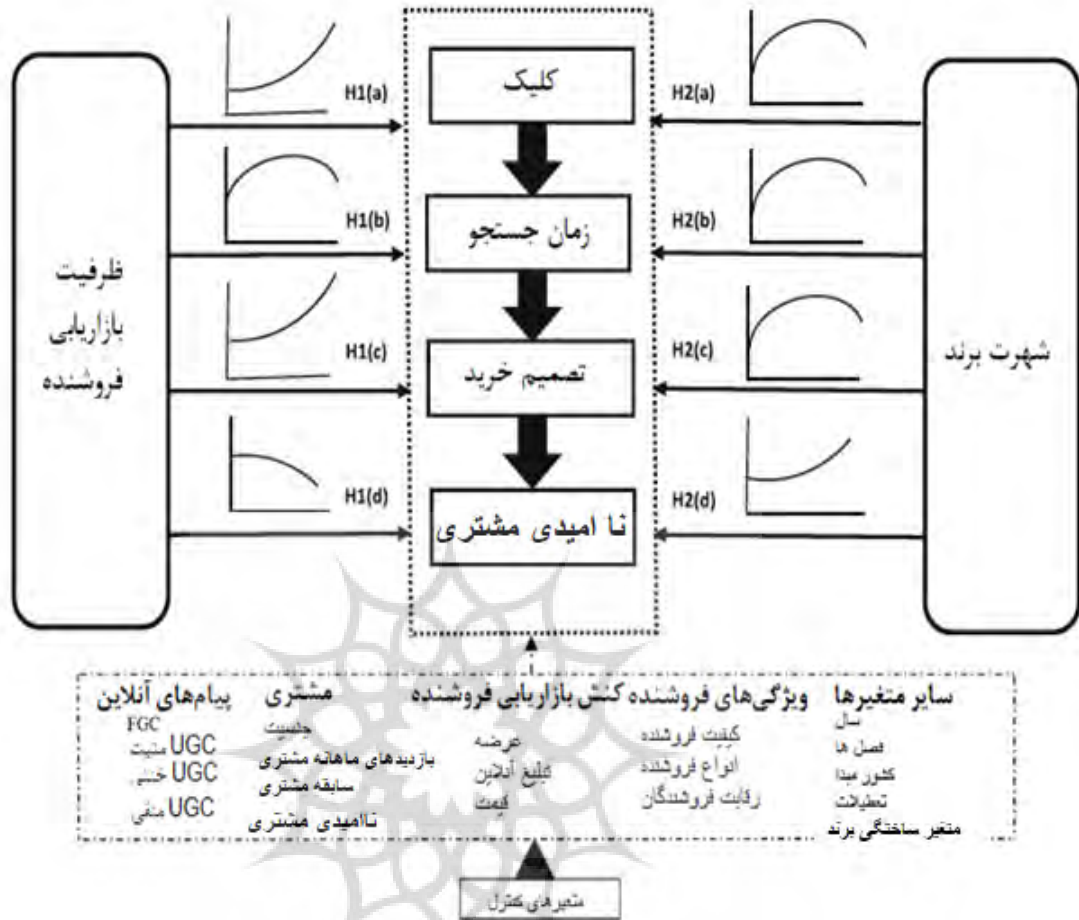 ظرفیت
بازاریابی
فروشنده
H1(a)
H1(b)
H1(c)
H1(d)
کلیک
زمان جستجو
تصمیم خرید
نا امیدی مشتری
H2(a)
H2(b)
H2(c)
H2(d)
شهرت برند
سایر متغیرها
سال
فصل ها
کشور مبدا
تعطیلات
متغیر ساختگی برند
ویژگی‌های فروشنده
کیفیت فروشنده
انواع فروشنده
رقابت فروشندگان
کنش بازاریابی فروشنده
عرضه
تبلیغ آنلاین
قیمت
مشتری
جنسیت
بازدیدهای ماهانه مشتری
سابقه مشتری
ناامیدی مشتری
پیام‌های آنلاین
FGC
UGC مثبت
UGC خنثی
UGC منفی
متغیرهای کنترل